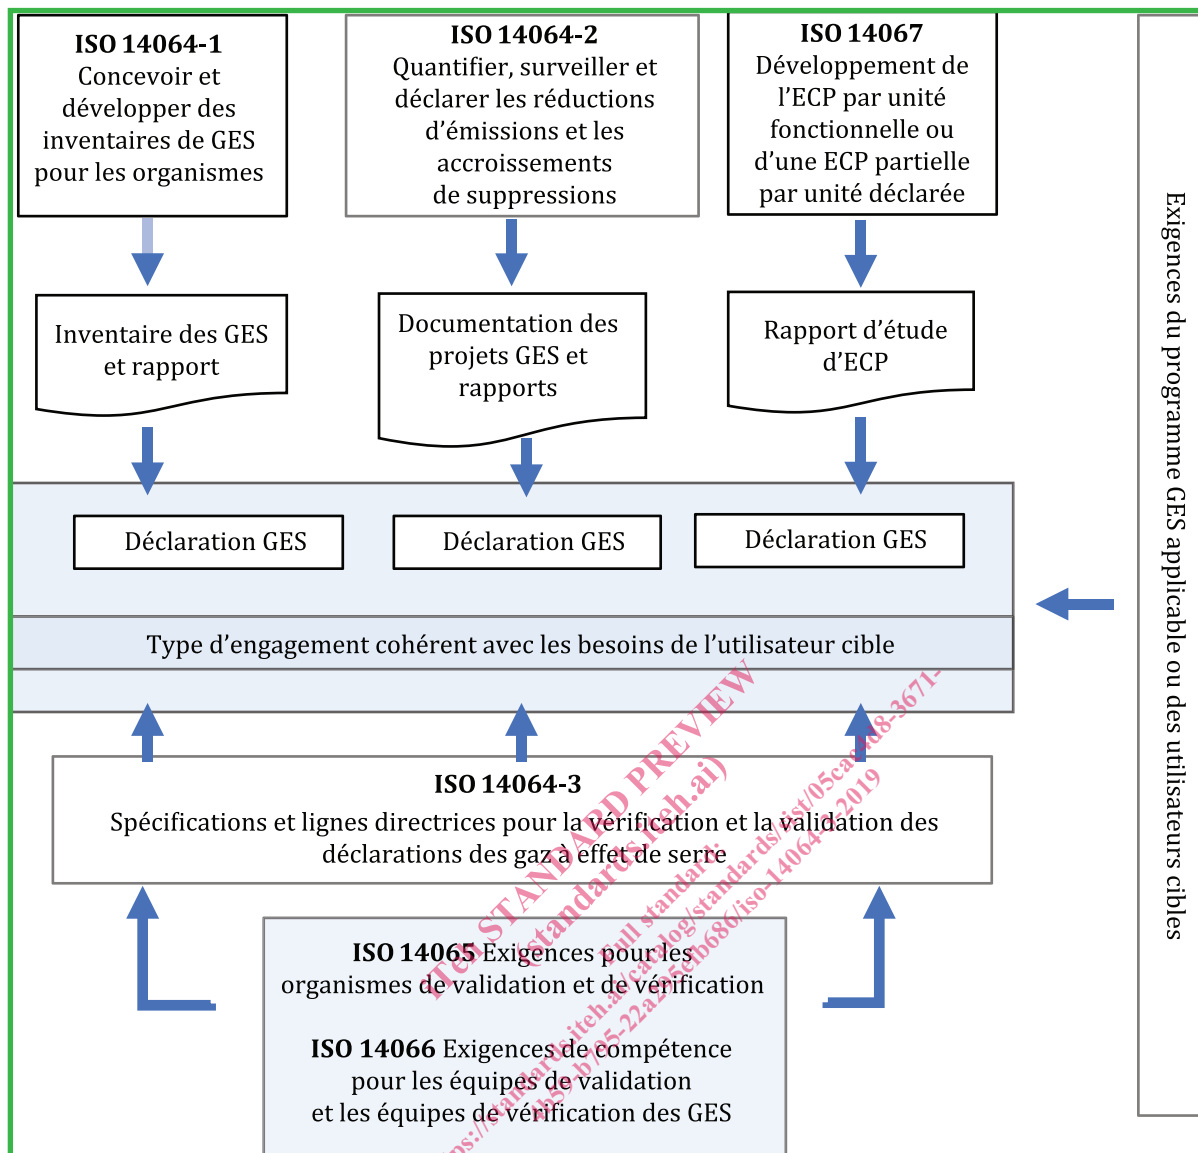 ISO 14064-1
Concevoir et
développer des
inventaires de GES
pour les organismes
ISO 14064-2
Quantifier, surveiller et
déclarer les réductions
d’émissions et les
accroissements
de suppressions
ISO 14067
Développement de
l’ECP par unité
fonctionnelle ou
d’une ECP partielle
par unité déclarée
Inventaire des GES
et rapport
Documentation des
projets GES et
rapports
Rapport d’étude
d’ECP
Déclaration GES
Déclaration GES
Déclaration GES
Type d’engagement cohérent avec les besoins de l’utilisateur cible
ISO 14064-3
Spécifications et lignes directrices pour la vérification et la validation des
déclarations des gaz à effet de serre
ISO 14065 Exigences pour les
organismes de validation et de vérification
ISO 14066 Exigences de compétence
pour les équipes de validation
et les équipes de vérification des GES
Exigences du programme GES applicable ou des utilisateurs cibles
iTeh STANDARD PREVIEW
(standards.iteh.ai)
Full standard: